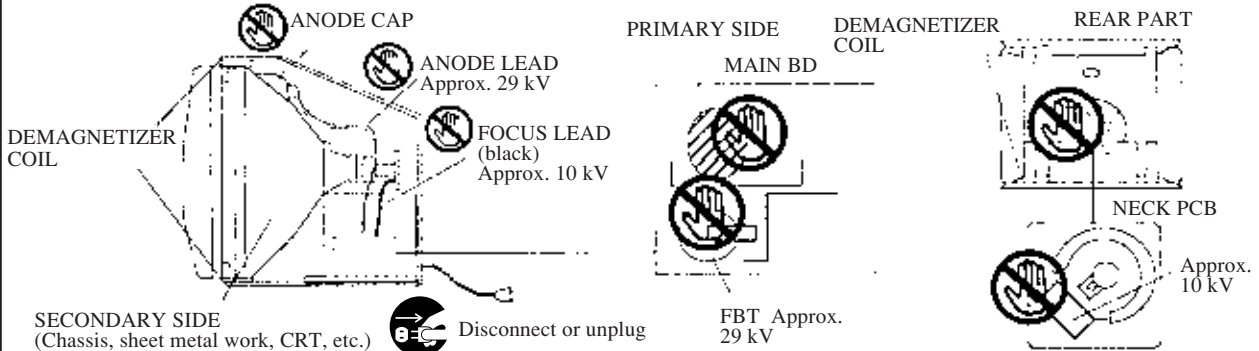 ANODE CAP
ANODE LEAD
Approx. 29 kV
FOCUS LEAD
(black)
Approx. 10 kV
DEMAGNETIZER
COIL
SECONDARY SIDE
(Chassis, sheet metal work, CRT, etc.)
Disconnect or unplug
PRIMARY SIDE
MAIN BD
FBT Approx.
29 kV
DEMAGNETIZER
COIL
REAR PART
NECK PCB
Approx.
10 kV